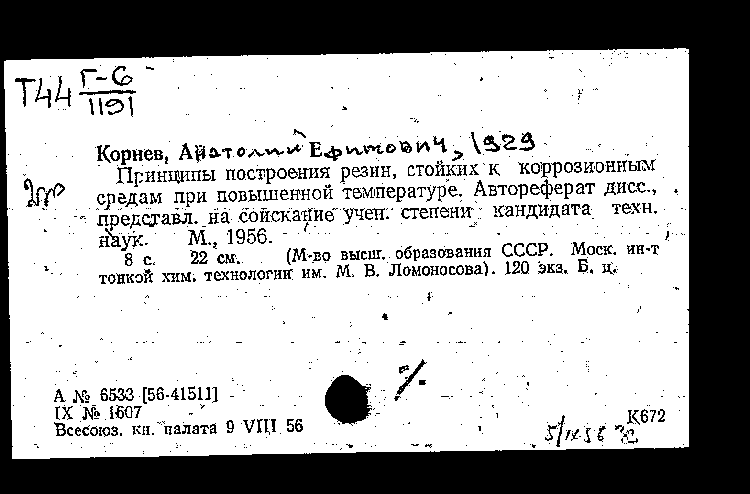 Т44 Г-6
1191
Корнев, Анатолий Ефимович, 1929
Принципы построения резин, стойких к коррозионным
средам при повышенной температуре. Автореферат дисс.,
представл. на соискание учен. степени кандидата техн.
наук. М., 1956.
8 с. 22 см. (М-во высш. образования СССР. Моск. ин-т
тонкой хим. технологии им. М. В. Ломоносова). 120 экз. Б. ц.
%
А № 6533 [56-41511]
IX № 1607
Всесоюз. кн. палата 9 VIII 56
К672
5/IX 56